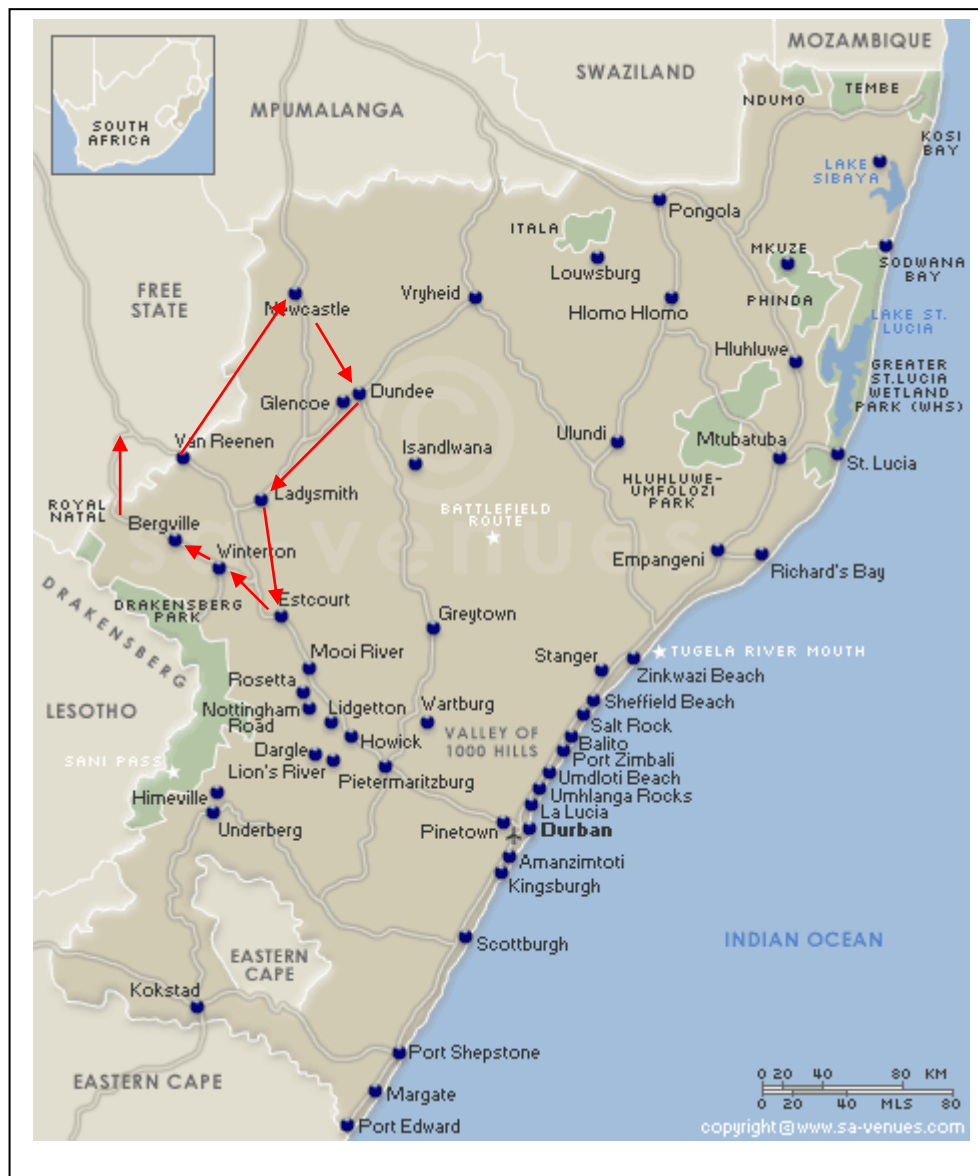 MOZAMBIQUE
SWAZILAND
NDUMO
TEMBE
MPUMALANGA
SOUTH
AFRICA
KOSI
BAY
LAKE
SIBAYA
Pongola
ITALA
Louwsburg
MKUZE
SODWANA
BAY
FREE
STATE
Newcastle
Vryheid
Hlomo Hlomo
PHINDA
LAKE ST.
LUCIA
Hluhluwe
GREATER
ST.LUCIA
WETLAND
PARK (WHS)
Dundee
Glencoe
Van Reenen
Isandlwana
Ulundi
Mtubatuba
St. Lucia
HLUHLUWE-
UMFOLOZI
PARK
Ladysmith
ROYAL
NATAL
Bergville
BATTLEFIELD
ROUTE
©
sa venues
Winterton
Empangeni
Richard's Bay
DRAKENSBERG
PARK
DRAKENSBERG
Estcourt
Greytown
Mooi River
Stanger
TUGELA RIVER MOUTH
Zinkwazi Beach
Rosetta
Sheffield Beach
LESOTHO
Nottingham
Road
Lidgetton
Wartburg
Salt Rock
VALLEY OF
1000 HILLS
Howick
Balito
Dargle
Port Zimbali
SANI PASS
Lion's River
Pietermaritzburg
Umdloti Beach
Himeville
Umhlanga Rocks
La Lucia
Underberg
Pinetown
Durban
Amanzimtoti
Kingsburgh
Scottburgh
INDIAN OCEAN
EASTERN
CAPE
Kokstad
Port Shepstone
EASTERN CAPE
Margate
Port Edward
0 20 40 80 KM
0 20 40 MLS 80
copyright@www.sa-venues.com